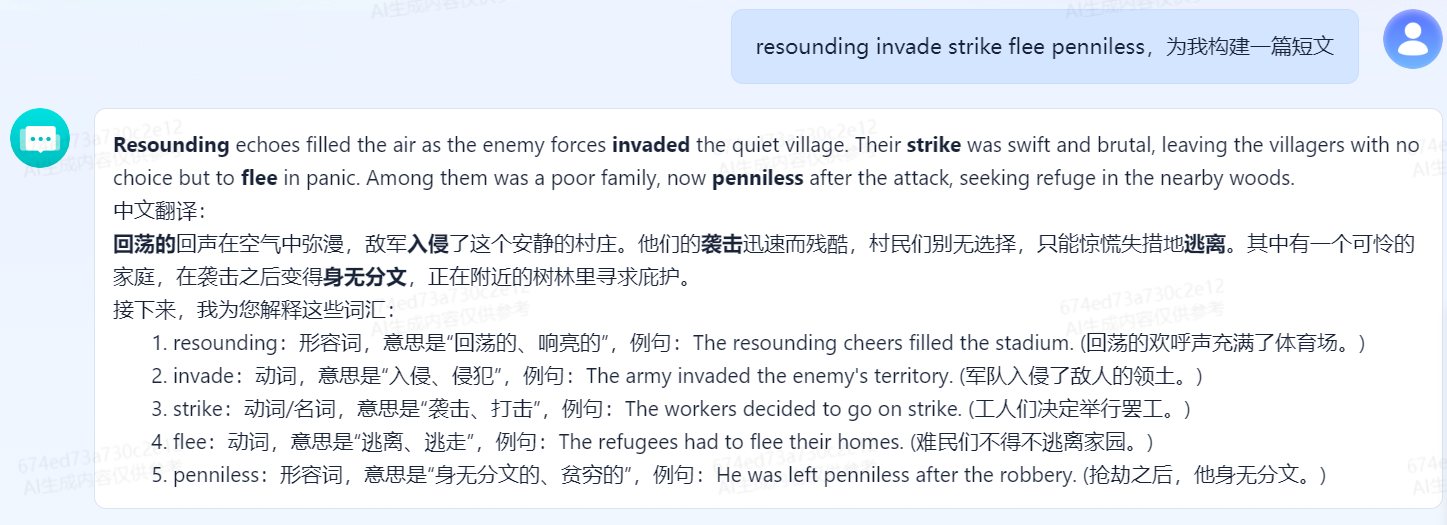 resounding invade strike flee penniless，为我构建一篇短文
Resounding echoes filled the air as the enemy forces invaded the quiet village. Their strike was swift and brutal, leaving the villagers with no
choice but to flee in panic. Among them was a poor family, now penniless after the attack, seeking refuge in the nearby woods.
中文翻译：
回荡的回声在空气中弥漫，敌军入侵了这个安静的村庄。他们的袭击迅速而残酷，村民们别无选择，只能惊慌失措地逃离。其中有一个可怜的
家庭，在袭击之后变得身无分文，正在附近的树林里寻求庇护。
接下来，我为您解释这些词汇：
1. resounding：形容词，意思是“回荡的、响亮的”，例句：The resounding cheers filled the stadium. (回荡的欢呼声充满了体育场。)
2. invade：动词，意思是“入侵、侵犯”，例句：The army invaded the enemy's territory. (军队入侵了敌人的领土。)
3. strike：动词/名词，意思是“袭击、打击”，例句：The workers decided to go on strike. (工人们决定举行罢工。)
4. flee：动词，意思是“逃离、逃走”，例句：The refugees had to flee their homes. (难民们不得不逃离家园。)
5. penniless：形容词，意思是“身无分文的、贫穷的”，例句：He was left penniless after the robbery. (抢劫之后，他身无分文。)
674ed73a730c2e12
AI生成内容仅供参考